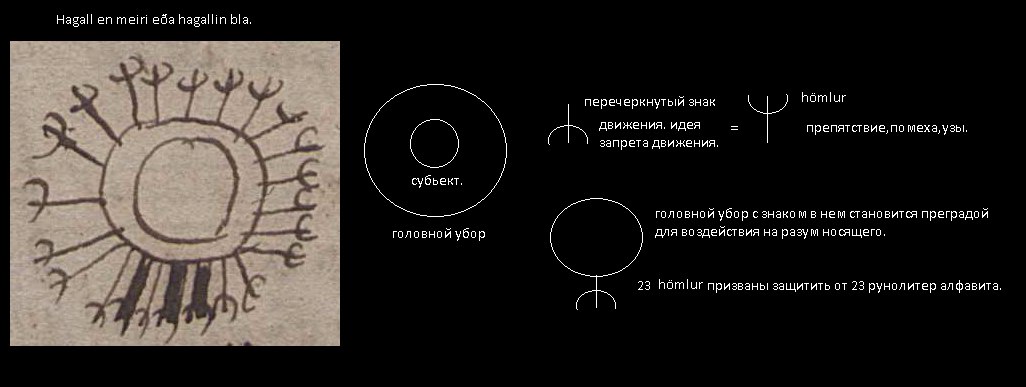 Hagall en meiri eða hagallin bla.
субъект.
головной убор
перечеркнутый знак
движения. идея
запрета движения.
=
hömlur
препятствие, помеха, узы.
головной убор с знаком в нем становится преградой
для воздействия на разум носящего.
23 hömlur призваны защитить от 23 рунолитер алфавита.